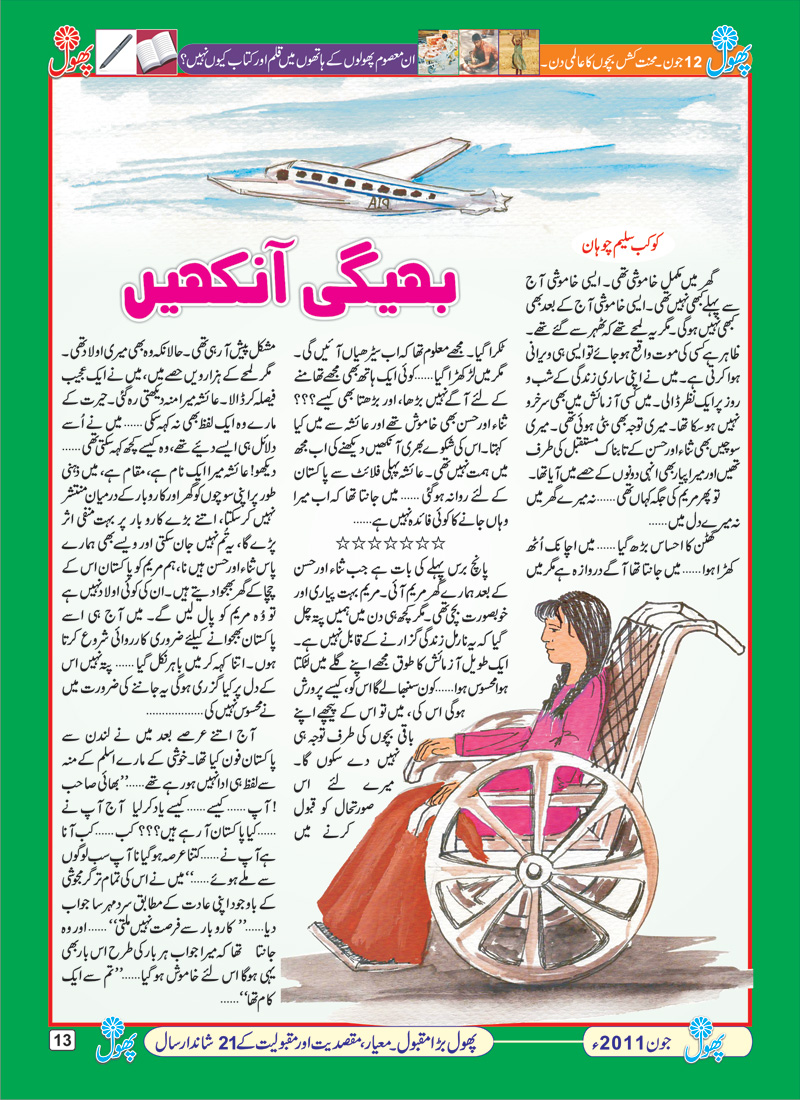 پھول
12 جون۔ محنت کش بچوں کا عالمی دن۔
ان معصوم پھولوں کے ہاتھوں میں قلم اور کتاب کیوں نہیں؟
پھول
AIP
کوکب سلیم چوہان
بھیگی آنکھیں
گھر میں مکمل خاموشی تھی۔ ایسی خاموشی آج
سے پہلے کبھی نہیں تھی۔ ایسی خاموشی آج کے بعد بھی
کبھی نہیں ہوگی۔ مگر یہ لمحے تھے کہ ٹھہر سے گئے تھے۔
ظاہر ہے کسی کی موت واقع ہو جائے تو ایسی ہی ویرانی
ہوا کرتی ہے۔ میں نے اپنی ساری زندگی کے شب و
روز پر ایک نظر ڈالی۔ میں کسی آزمائش میں بھی سرخرو
نہیں ہو سکا تھا۔ میری توجہ بھی بٹی ہوئی تھی۔ میری
سوچیں بھی ثناء اور حسن کے تابناک مستقبل کی طرف
تھیں اور میرا پیار بھی انہی دونوں کے حصے میں آیا تھا۔
تو پھر مریم کی جگہ کہاں تھی......نہ میرے گھر میں
نہ میرے دل میں......
گھٹن کا احساس بڑھ گیا...... میں اچانک اُٹھ
کھڑا ہوا......میں جانتا تھا آگے دروازہ ہے مگر میں
ٹکرا گیا۔ مجھے معلوم تھا کہ اب سیڑھیاں آئیں گی۔
مگر میں لڑکھڑا گیا......کوئی ایک ہاتھ بھی مجھے تھامنے
کے لئے آگے نہیں بڑھا، اور بڑھتا بھی کیسے؟؟؟
ثناء اور حسن بھی خاموش تھے اور عائشہ سے میں کیا
کہتا۔ اس کی شکوے بھری آنکھیں دیکھنے کی اب مجھ
میں ہمت نہیں تھی۔ عائشہ پہلی فلائٹ سے پاکستان
کے لئے روانہ ہوگئی ...... میں جانتا تھا کہ اب میرا
وہاں جانے کا کوئی فائدہ نہیں ہے......
☆☆☆☆☆☆☆
پانچ برس پہلے کی بات ہے جب ثناء اور حسن
کے بعد ہمارے گھر مریم آئی۔ مریم بہت پیاری اور
خوبصورت بچی تھی۔ مگر کچھ ہی دن میں ہمیں پتہ چل
گیا کہ یہ نارمل زندگی گزارنے کے قابل نہیں ہے۔
ایک طویل آزمائش کا طوق مجھے اپنے گلے میں لٹکتا
ہوا محسوس ہوا......کون سنبھالے گا اس کو، کیسے پرورش
ہوگی اس کی، میں تو اس کے پیچھے اپنے
باقی بچوں کی طرف توجہ ہی
نہیں دے سکوں گا۔
میرے لئے اس
صورتحال کو قبول
کرنے میں
مشکل پیش آ رہی تھی۔ حالانکہ وہ بھی میری اولاد تھی۔
مگر لمحے کے ہزارویں حصے میں، میں نے ایک عجیب
فیصلہ کر ڈالا۔ عائشہ میرا منہ دیکھتی رہ گئی۔ حیرت کے
مارے وہ ایک لفظ بھی نہ کہہ سکی ...... میں نے اُسے
دلائل ہی ایسے دیئے تھے، وہ کیسے کچھ کہہ سکتی تھی ......
دیکھو! عائشہ میرا ایک نام ہے، مقام ہے، میں ذہنی
طور پر اپنی سوچوں کو گھر اور کاروبار کے درمیان منتشر
نہیں کر سکتا، اتنے بڑے کاروبار پر بہت منفی اثر
پڑے گا، یہ تُم نہیں جان سکتی اور ویسے بھی ہمارے
پاس ثناء اور حسن ہیں نا، ہم مریم کو پاکستان اس کے
چچا کے گھر بھجوا دیتے ہیں۔ ان کی کوئی اولاد نہیں ہے
تو وُہ مریم کو پال لیں گے۔ میں آج ہی اسے
پاکستان بھجوانے کیلئے ضروری کارروائی شروع کرتا
ہوں۔ اتنا کہہ کر میں باہر نکل گیا ...... پتہ نہیں اس
کے دل پر کیا گزری ہوگی یہ جاننے کی ضرورت میں
نے محسوس نہیں کی..................
آج اتنے عرصے بعد میں نے لندن سے
پاکستان فون کیا تھا۔ خوشی کے مارے اسلم کے منہ
سے لفظ ہی ادا نہیں ہو رہے تھے......’’بھائی صاحب
!آپ ...... کیسے ...... کیسے یاد کر لیا آج آپ نے
......کیا پاکستان آ رہے ہیں؟؟؟ کب ...... کب آنا
ہے آپ نے ......کتنا عرصہ ہوگیا نا آپ سب لوگوں
سے ملے ہوئے......‘‘میں نے اس کی تمام تر گرمجوشی
کے باوجود اپنی عادت کے مطابق سرد مہر سا جواب
دیا......’’ کاروبار سے فرصت نہیں ملتی‘‘...... اور وہ
جانتا تھا کہ میرا جواب ہر بار کی طرح اس بار بھی
یہی ہوگا اس لئے خاموش ہوگیا......’’تم سے ایک
کام تھا‘‘......
پھول
جون 2011ء
پھول بڑا مقبول۔ معیار، مقصدیت اور مقبولیت کے 21 شاندار سال
پھول
13